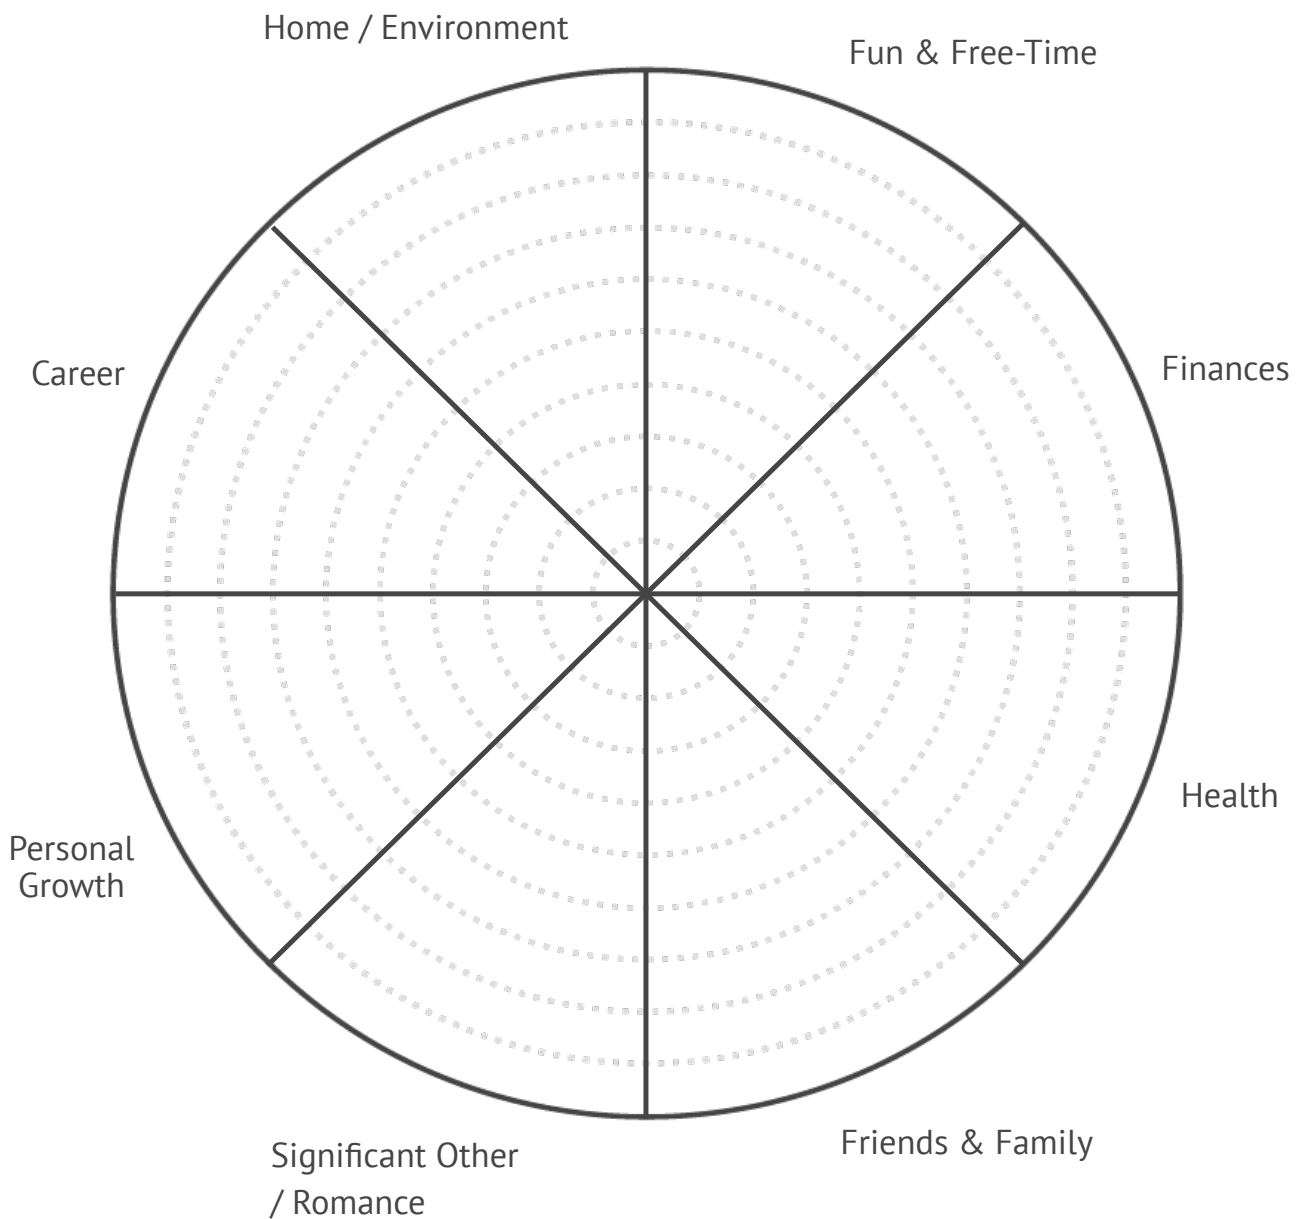 Home / Environment
Fun & Free-Time
Career
Finances
Health
Personal
Growth
Friends & Family
Significant Other
/ Romance